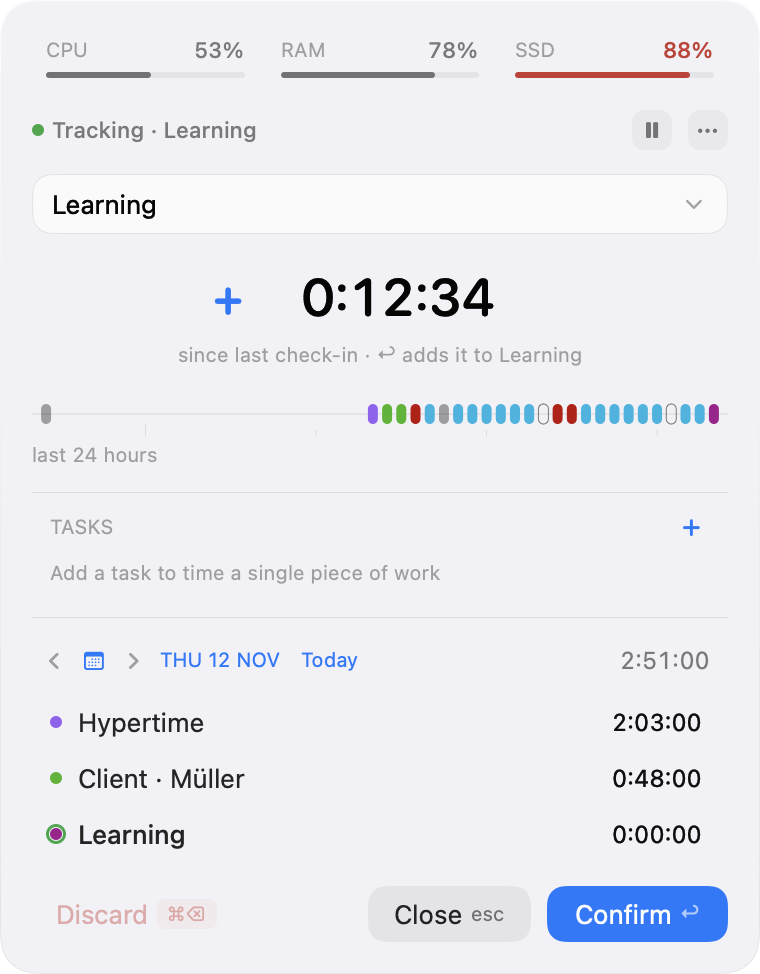 CPU 53% RAM 78% SSD 88%
Tracking · Learning
Learning
+ 0:12:34
since last check-in · ↩ adds it to Learning
last 24 hours
TASKS +
Add a task to time a single piece of work
THU 12 NOV Today 2:51:00
Hypertime 2:03:00
Client · Müller 0:48:00
Learning 0:00:00
Discard ⌘⌫ Close esc Confirm ↩